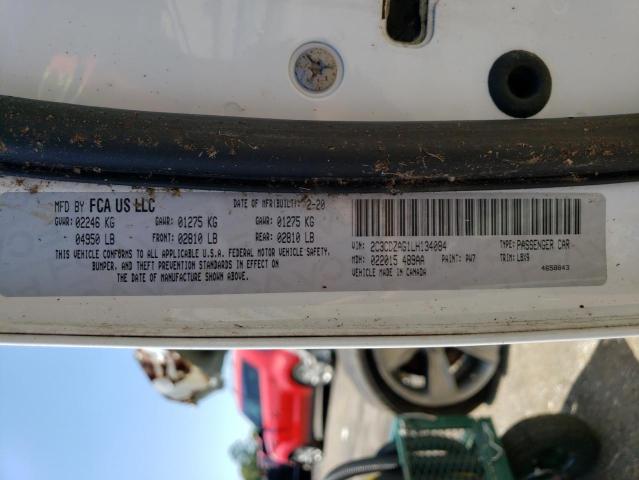 MFD BY FCA US LLC DATE OF MFR(BUILT): 2-20
GVWR: 02246 KG GAWR: 01275 KG GAWR: 01275 KG
04950 LB FRONT: 02810 LB REAR: 02810 LB
THIS VEHICLE CONFORMS TO ALL APPLICABLE U.S.A. FEDERAL MOTOR VEHICLE SAFETY,
BUMPER, AND THEFT PREVENTION STANDARDS IN EFFECT ON
THE DATE OF MANUFACTURE SHOWN ABOVE.
VIN: 2C3CDZAG1LH134084 TYPE: PASSENGER CAR
MDH: 022015 489AA PAINT: PW7 TRIM: LBX9
MADE IN CANADA 4658843